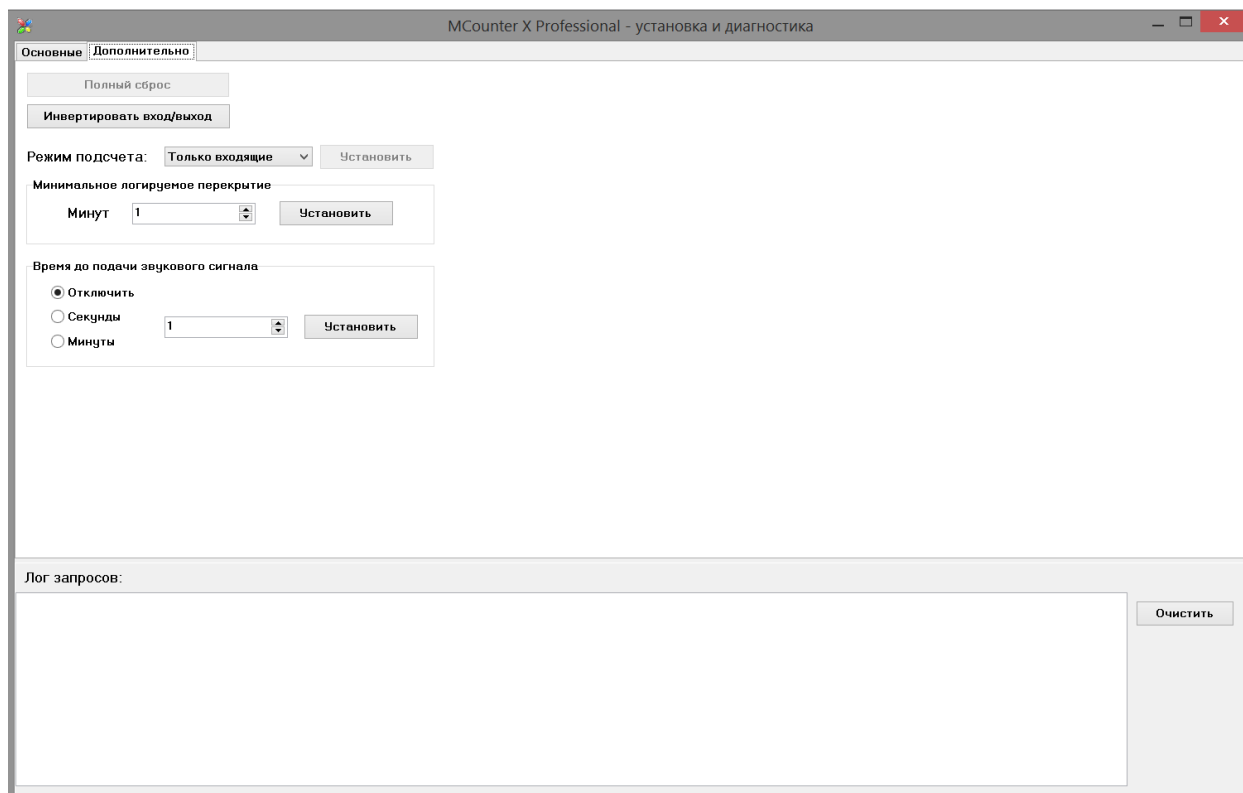 MCounter X Professional - установка и диагностика
Основные Дополнительно
Полный сброс
Инвертировать вход/выход
Режим подсчета: Только входящие Установить
Минимальное логируемое перекрытие
Минут 1 Установить
Время до подачи звукового сигнала
Отключить
Секунды 1 Установить
Минуты
Лог запросов:
Очистить